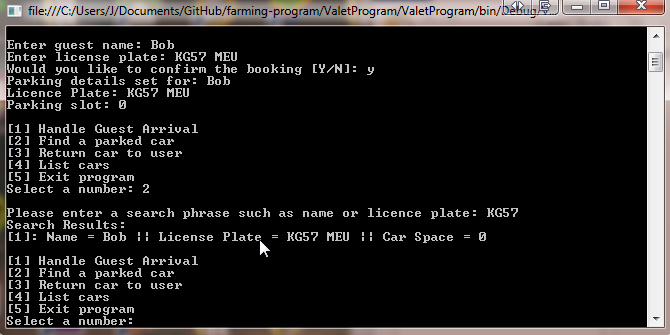 file:///C:/Users/J/Documents/GitHub/farming-program/ValetProgram/ValetProgram/bin/Debug/V...
Enter guest name: Bob
Enter license plate: KG57 MEU
Would you like to confirm the booking [Y/N]: y
Parking details set for: Bob
Licence Plate: KG57 MEU
Parking slot: 0
[1] Handle Guest Arrival
[2] Find a parked car
[3] Return car to user
[4] List cars
[5] Exit program
Select a number: 2
Please enter a search phrase such as name or licence plate: KG57
Search Results:
[1]: Name = Bob || License Plate = KG57 MEU || Car Space = 0
[1] Handle Guest Arrival
[2] Find a parked car
[3] Return car to user
[4] List cars
[5] Exit program
Select a number: